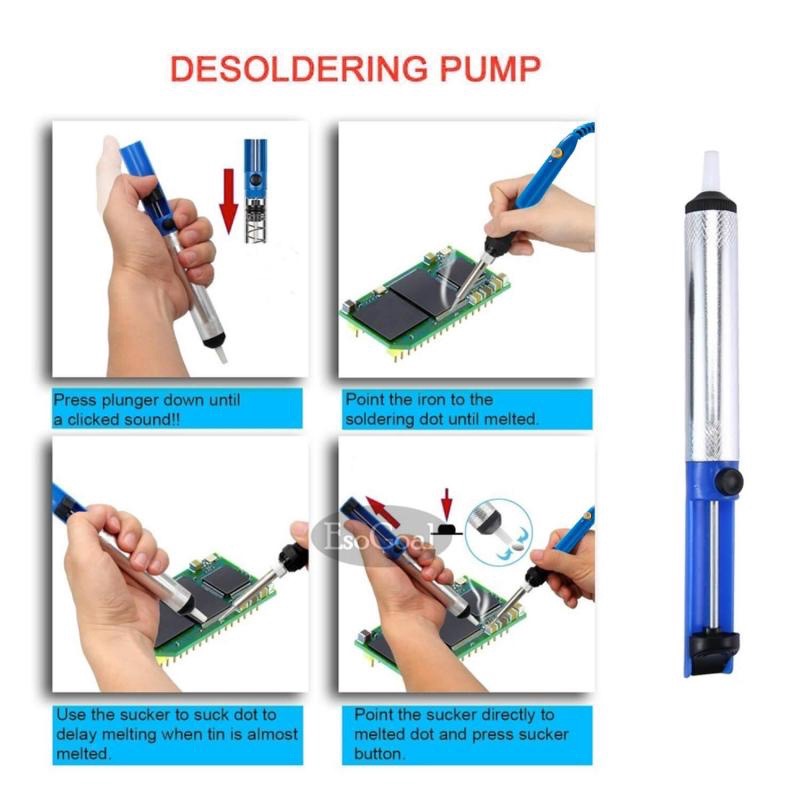 DESOLDERING PUMP
Press plunger down until
a clicked sound!!
Point the iron to the
soldering dot until melted.
EsoGoal
Use the sucker to suck dot to
delay melting when tin is almost
melted.
Point the sucker directly to
melted dot and press sucker
button.